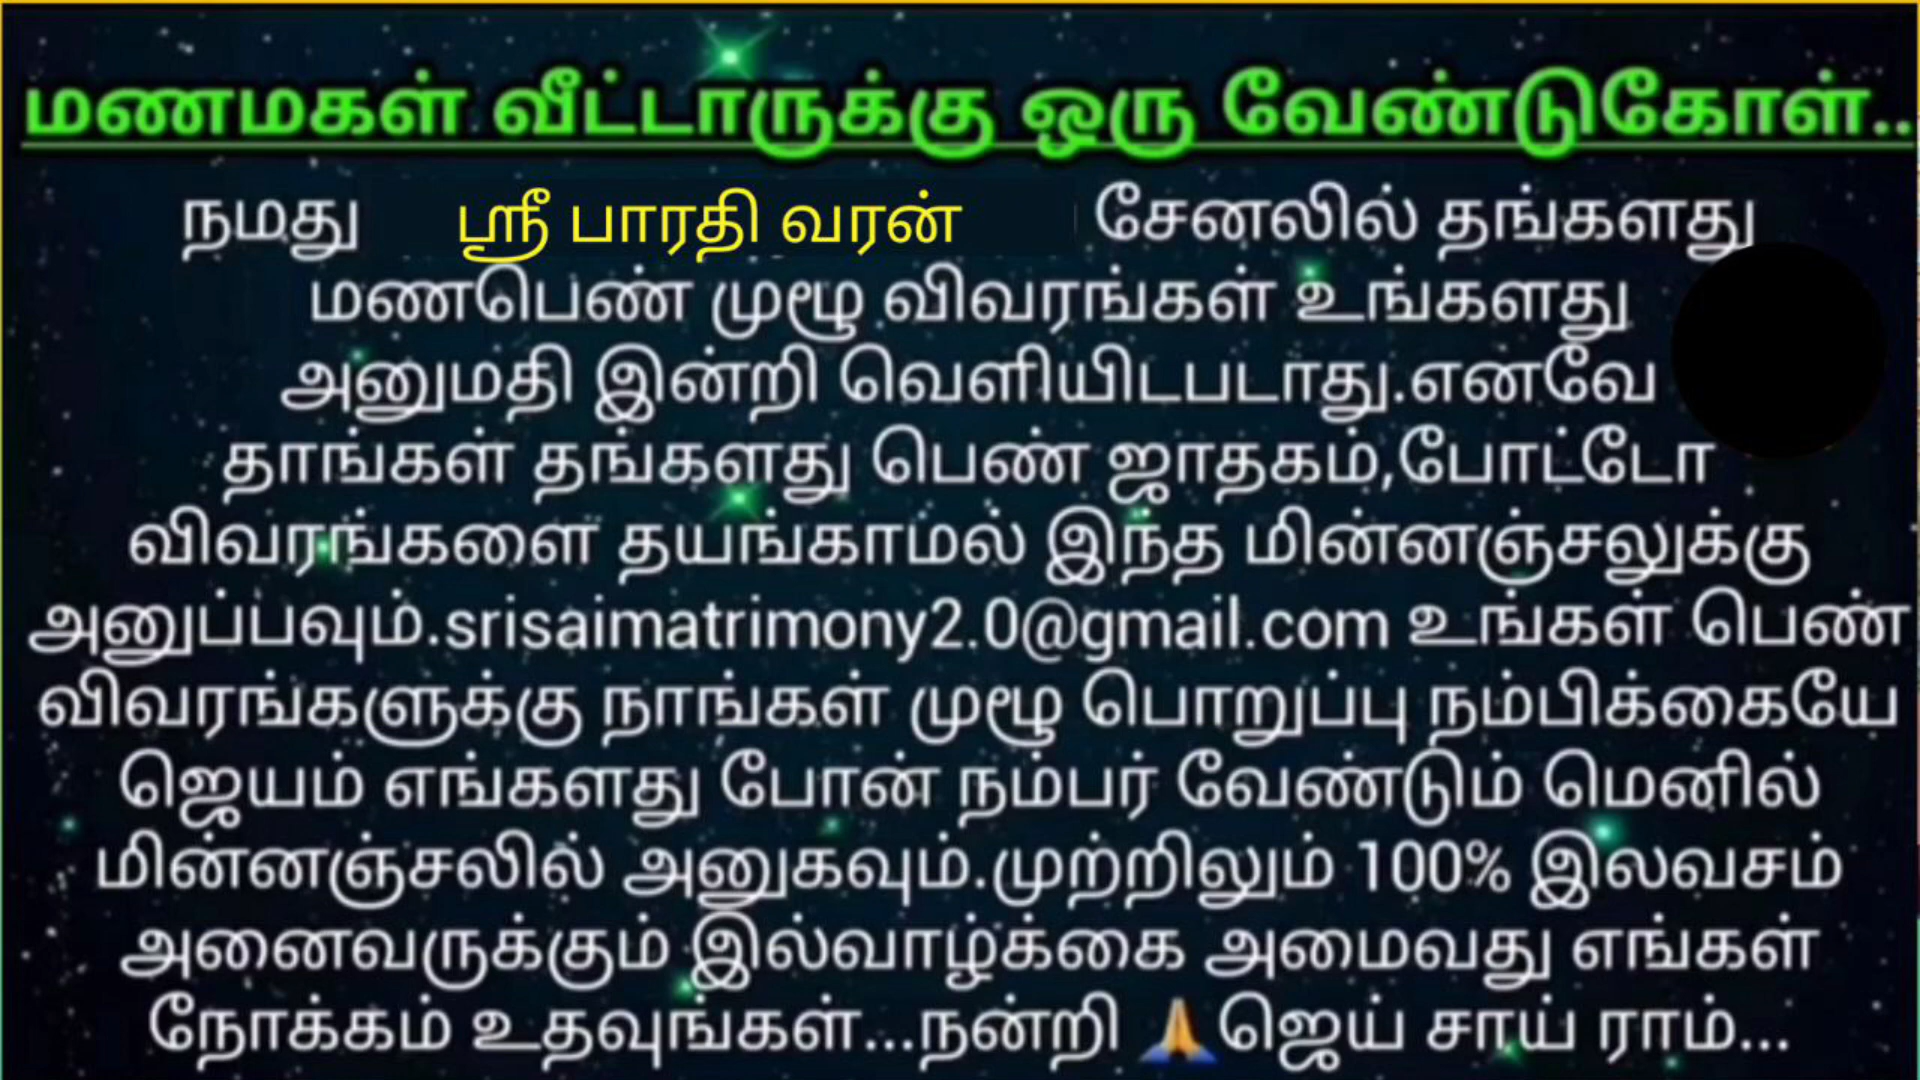 மணமகள் வீட்டாருக்கு ஒரு வேண்டுகோள்..
நமது ஸ்ரீ பாரதி வரன் சேனலில் தங்களது
மணபெண் முழூ விவரங்கள் உங்களது
அனுமதி இன்றி வெளியிடபடாது.எனவே
தாங்கள் தங்களது பெண் ஜாதகம்,போட்டோ
விவரங்களை தயங்காமல் இந்த மின்னஞ்சலுக்கு
அனுப்பவும்.srisaimatrimony2.0@gmail.com உங்கள் பெண்
விவரங்களுக்கு நாங்கள் முழூ பொறுப்பு நம்பிக்கையே
ஜெயம் எங்களது போன் நம்பர் வேண்டும் மெனில்
மின்னஞ்சலில் அனுகவும்.முற்றிலும் 100% இலவசம்
அனைவருக்கும் இல்வாழ்க்கை அமைவது எங்கள்
நோக்கம் உதவுங்கள்...நன்றி 🙏ஜெய் சாய் ராம்...